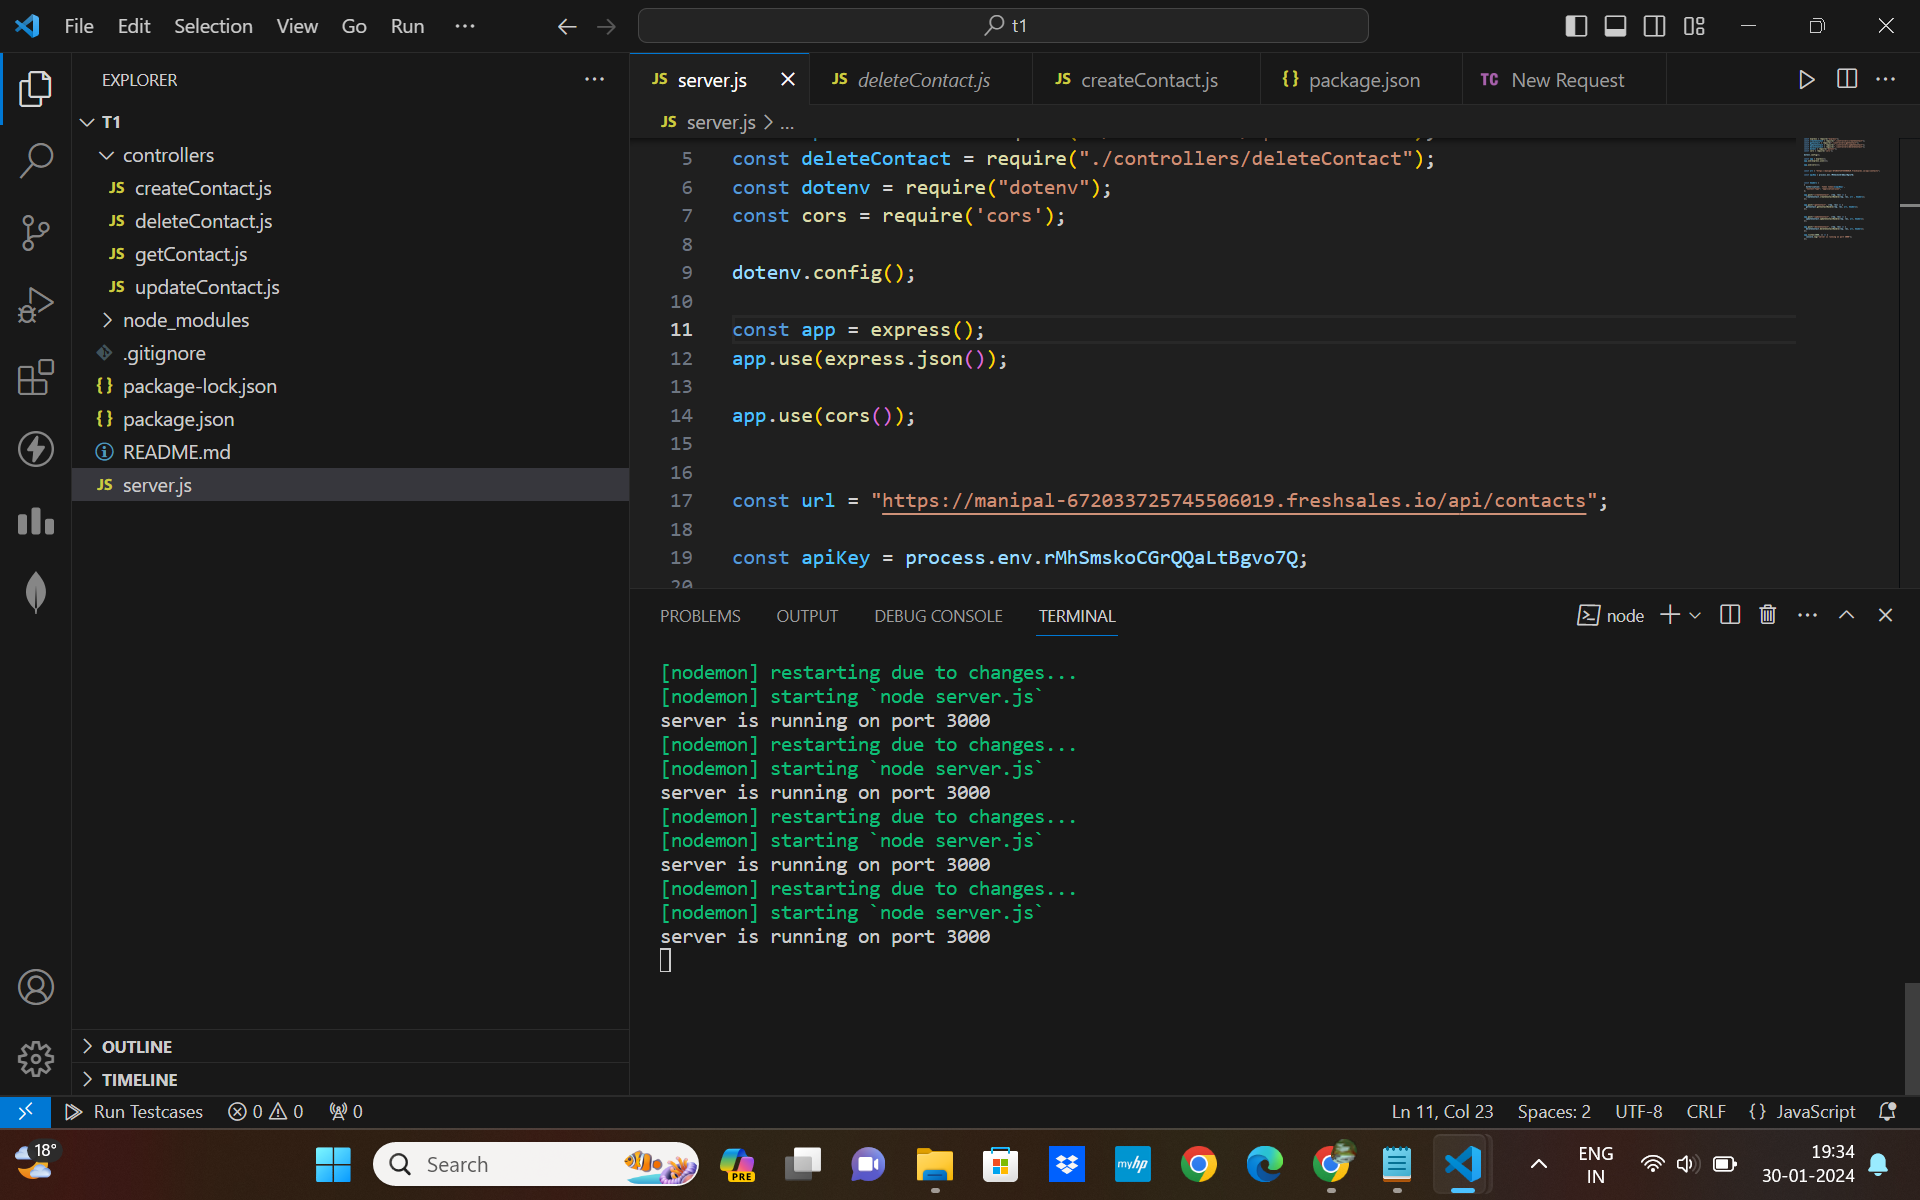 File Edit Selection View Go Run ...
t1
EXPLORER
T1
controllers
JS createContact.js
JS deleteContact.js
JS getContact.js
JS updateContact.js
node_modules
.gitignore
{} package-lock.json
{} package.json
README.md
JS server.js
OUTLINE
TIMELINE
JS server.js
JS deleteContact.js
JS createContact.js
{} package.json
TC New Request
JS server.js > ...
5 const deleteContact = require("./controllers/deleteContact");
6 const dotenv = require("dotenv");
7 const cors = require('cors');
8
9 dotenv.config();
10
11 const app = express();
12 app.use(express.json());
13
14 app.use(cors());
15
16
17 const url = "https://manipal-672033725745506019.freshsales.io/api/contacts";
18
19 const apiKey = process.env.rMhSmskoCGrQQaLtBgvo7Q;
20
PROBLEMS OUTPUT DEBUG CONSOLE TERMINAL
node
[nodemon] restarting due to changes...
[nodemon] starting `node server.js`
server is running on port 3000
[nodemon] restarting due to changes...
[nodemon] starting `node server.js`
server is running on port 3000
[nodemon] restarting due to changes...
[nodemon] starting `node server.js`
server is running on port 3000
[nodemon] restarting due to changes...
[nodemon] starting `node server.js`
server is running on port 3000
Run Testcases 0 0 0
Ln 11, Col 23 Spaces: 2 UTF-8 CRLF {} JavaScript
18°
Search
PRE
myhp
ENG
IN
19:34
30-01-2024